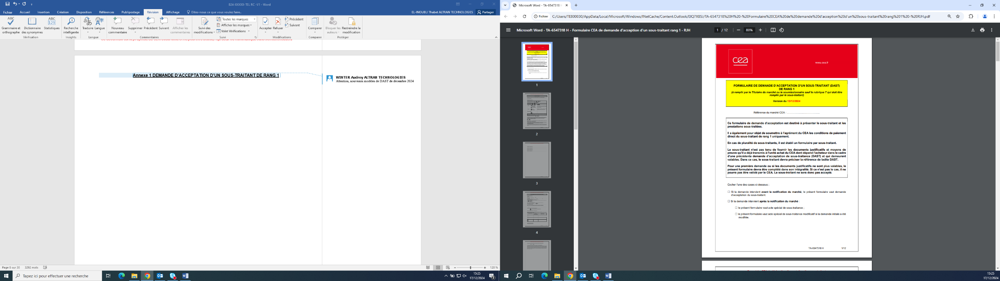 B24-XXXXX-TEL RC -V1 - Word
Fichier Accueil Insertion Création Disposition Références Publipostage Révision Affichage Dites-nous ce que vous voulez faire...
EL-INOUBLI Thabet ALTRAN TECHNOLOGIES Partager
Grammaire et orthographe
Dictionnaire des synonymes
Statistiques
Recherche intelligente
Traduire
Langue
Nouveau commentaire
Supprimer
Précédent
Suivant
Afficher les commentaires
Suivi des modifications
Toutes les marques
Afficher les marques
Volet Vérifications
Accepter
Refuser
Précédent
Suivant
Comparer
Bloquer les auteurs
Restreindre la modification
Vérification Insights Langue Commentaires Suivi Modifications Comparer Protéger
Annexe 1 DEMANDE D'ACCEPTATION D'UN SOUS-TRAITANT DE RANG 1
WINTER Audrey ALTRAN TECHNOLOGIES
Attention, nouveaux modèles de DAST de décembre 2024
Page 8 sur 30 3292 mots
120 %
Tapez ici pour effectuer une recherche
15:25
17/12/2024
3
Microsoft Word - TA-6547318
Fichier C:/Users/TE800030/AppData/Local/Microsoft/Windows/INetCache/Content.Outlook/EIQ7XB5J/TA-6547318%20H%20-%20Formulaire%20CEA%20de%20demande%20d'acception%20d'un%20sous-traitant%20rang%201%20-%20RJH.pdf
Microsoft Word - TA-6547318 H - Formulaire CEA de demande d'acception d'un sous-traitant rang 1 - RJH
1 / 12 80%
1
2
3
4
cea
www.cea.fr
FORMULAIRE DE DEMANDE D'ACCEPTATION D'UN SOUS-TRAITANT (DAST)
DE RANG 1
(à remplir par le Titulaire du marché ou le soumissionnaire sauf la rubrique 7 qui doit être
remplie par le sous-traitant)
Version du 13/12/2024
Référence du marché CEA : ……………………………….
Ce formulaire de demande d'acceptation est destiné à présenter le sous-traitant et les
prestations sous-traitées.
Il a également pour objet de soumettre à l'agrément du CEA les conditions de paiement
direct du sous-traitant de rang 1 uniquement.
En cas de pluralité de sous-traitants, il est établi un formulaire par sous-traitant.
Le sous-traitant n'est pas tenu de fournir les documents justificatifs et moyens de
preuve qu'il a déjà transmis à l'unité achat du CEA dont dépend l'acheteur dans le cadre
d'une précédente demande d'acceptation de sous-traitance (DAST) et qui demeurent
valables. Dans ce cas, le sous-traitant devra préciser la référence de ladite DAST.
Pour une première demande ou si les documents justificatifs ne sont plus valables, le
présent formulaire devra être complété dans son intégralité. Si ce n'est pas le cas, il ne
pourra pas être validé par le CEA. Le sous-traitant ne sera donc pas accepté.
Cocher l'une des cases ci-dessous :
☐ Si la demande intervient avant la notification du marché, le présent formulaire vaut demande
d'acceptation du sous-traitant.
☐ Si la demande intervient après la notification du marché :
☐ le présent formulaire vaut acte spécial de sous-traitance ;
☐ le présent formulaire vaut acte spécial de sous-traitance modificatif si la demande initiale a été
modifiée.
TA-6547318 H 1/12
15:25
17/12/2024